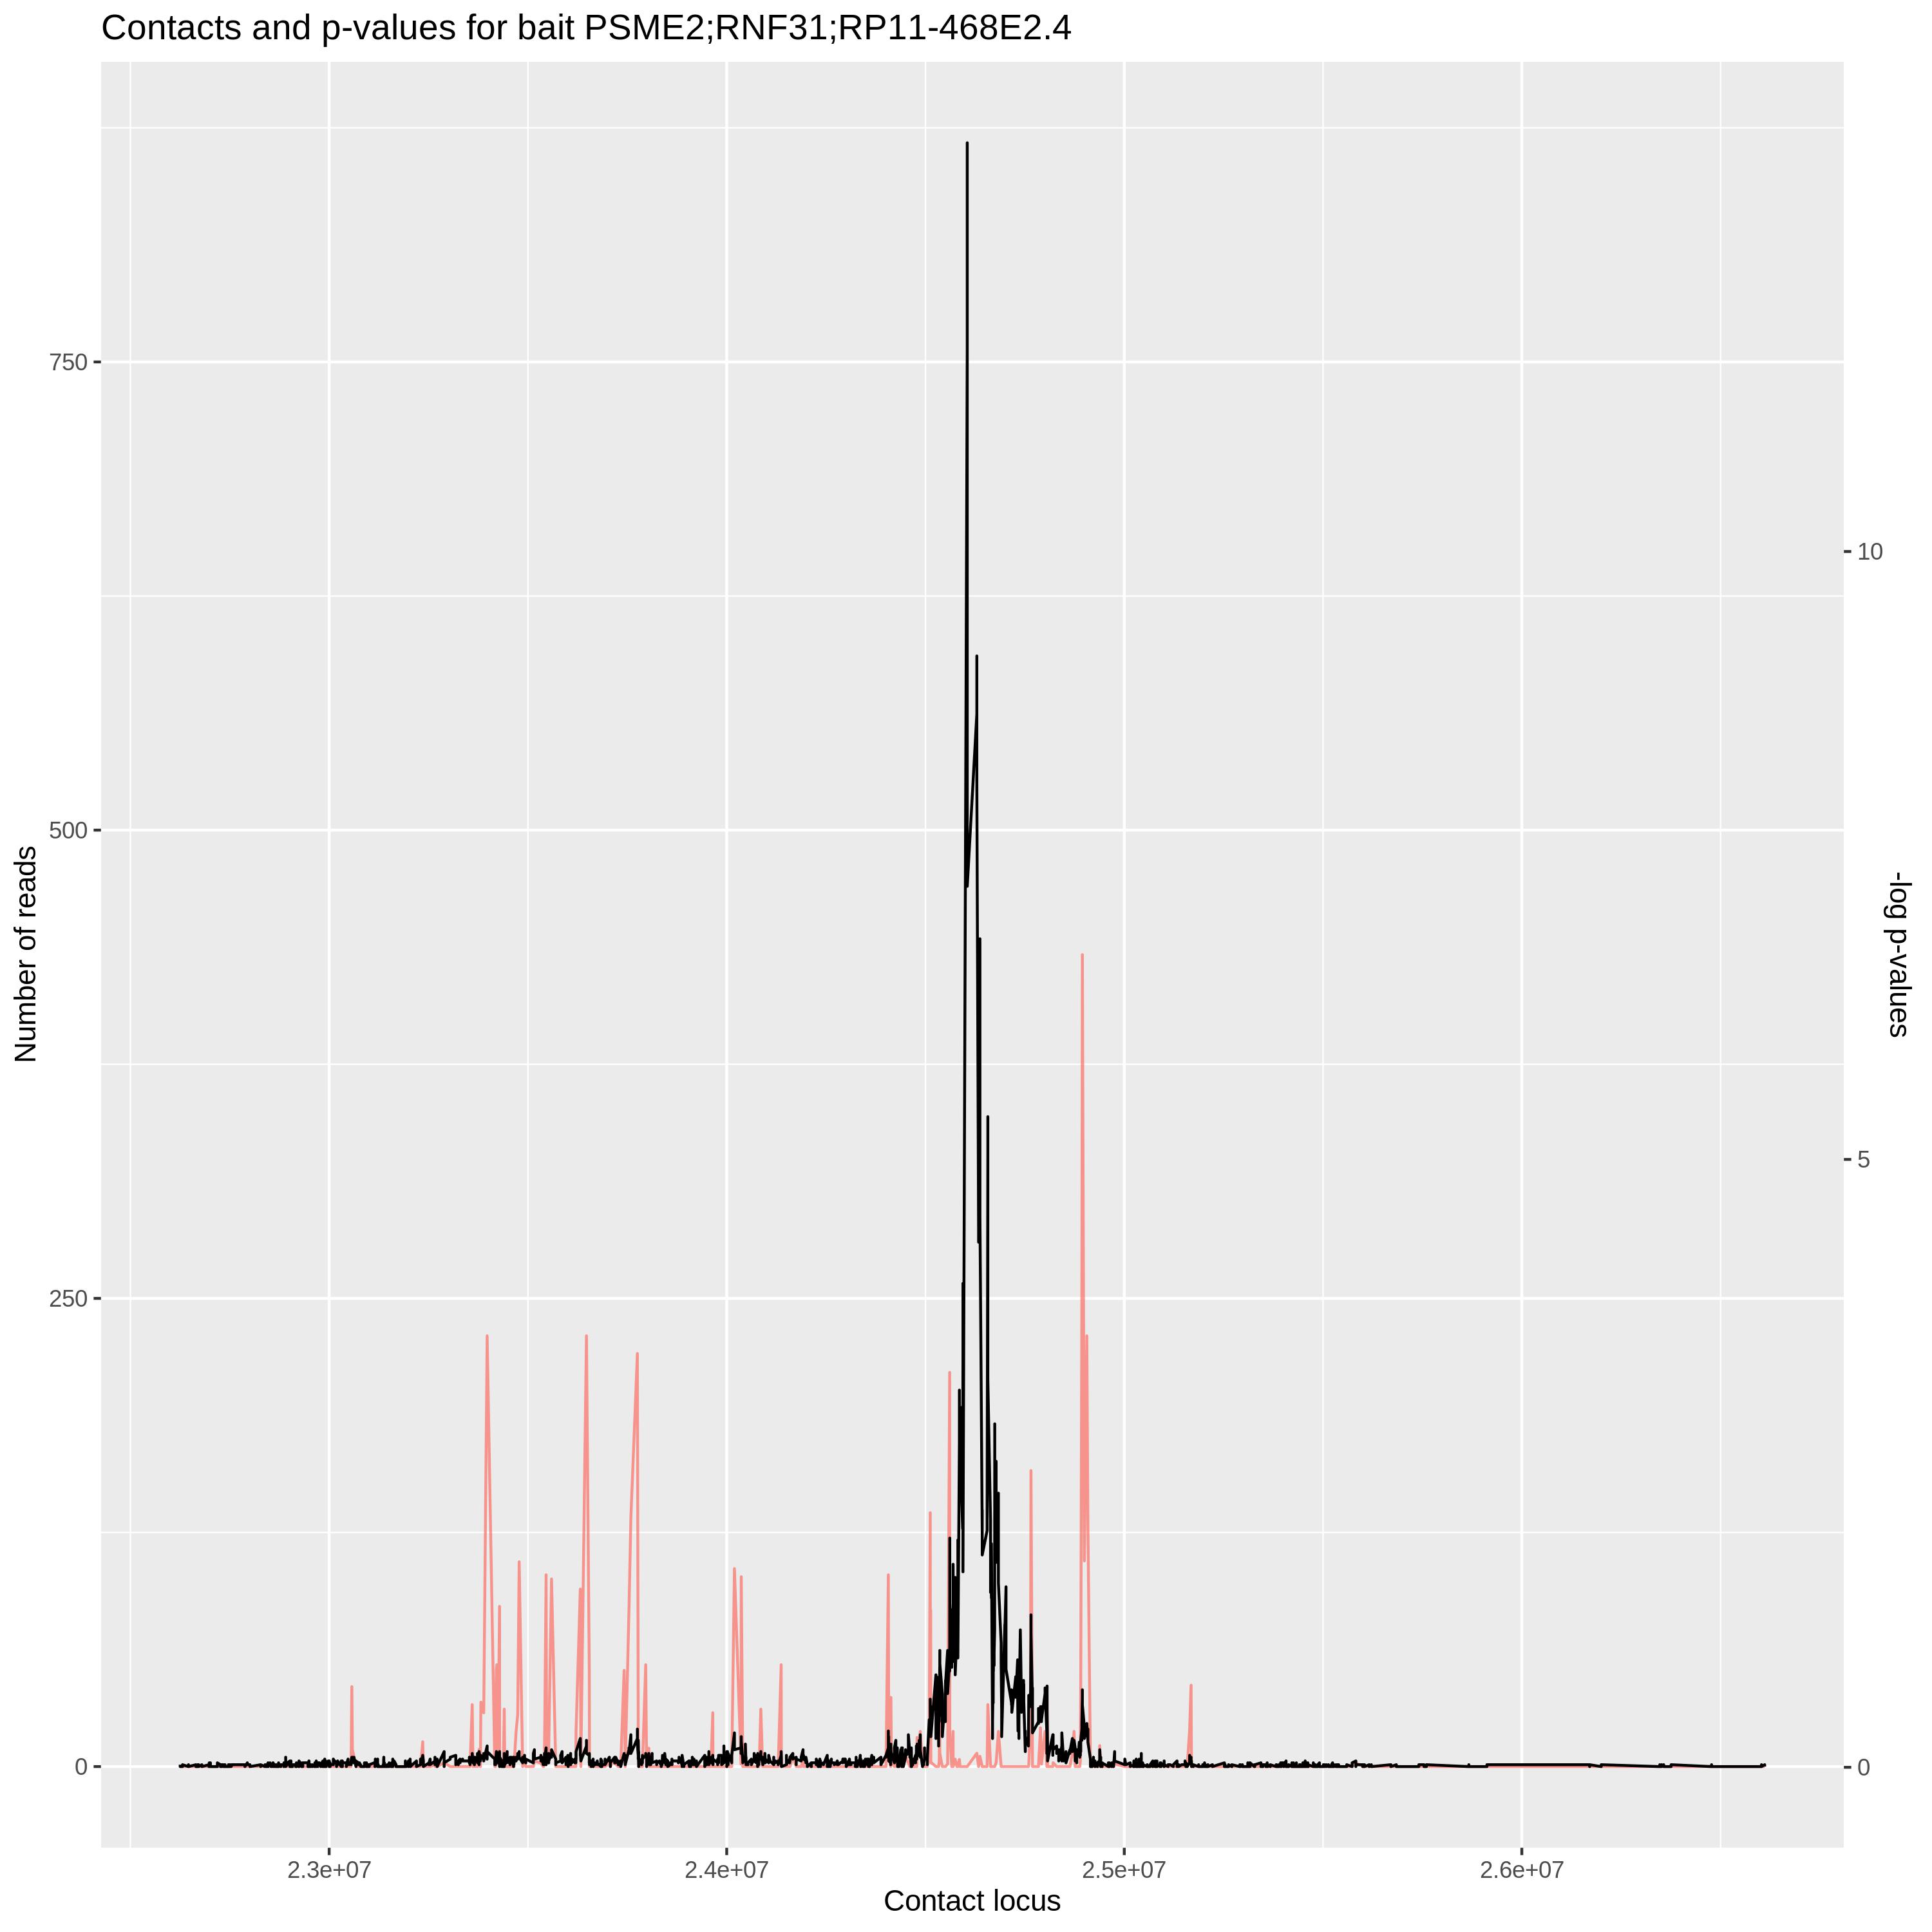 Contacts and p-values for bait PSME2;RNF31;RP11-468E2.4
750
500
250
0
Number of reads
10
5
0
-log p-values
2.3e+07
2.4e+07
2.5e+07
2.6e+07
Contact locus